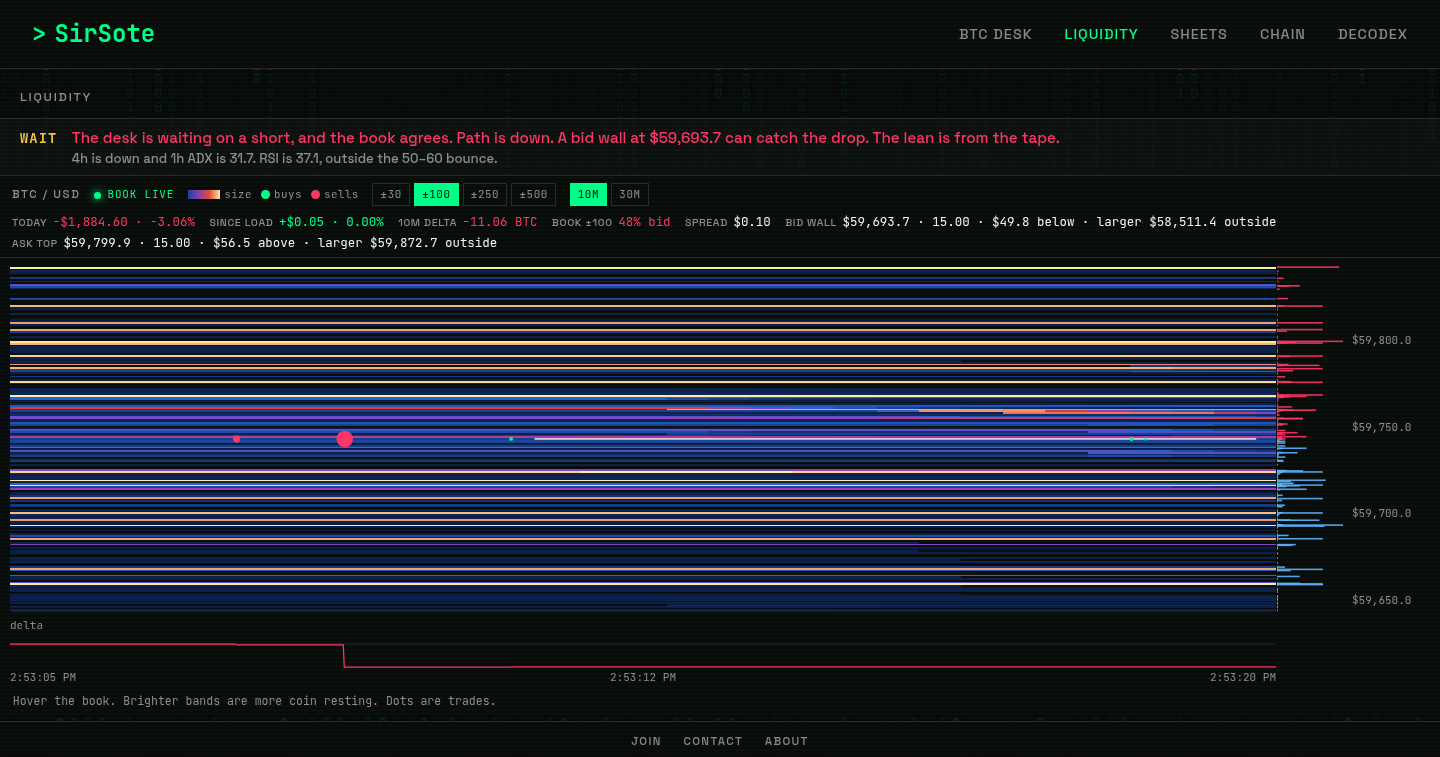 > SirSote
BTC DESK LIQUIDITY SHEETS CHAIN DECODEX
LIQUIDITY
WAIT The desk is waiting on a short, and the book agrees. Path is down. A bid wall at $59,693.7 can catch the drop. The lean is from the tape.
4h is down and 1h ADX is 31.7. RSI is 37.1, outside the 50–60 bounce.
BTC / USD BOOK LIVE size buys sells ±30 ±100 ±250 ±500 10M 30M
TODAY -$1,884.60 · -3.06% SINCE LOAD +$0.05 · 0.00% 10M DELTA -11.06 BTC BOOK ±100 48% bid SPREAD $0.10 BID WALL $59,693.7 · 15.00 · $49.8 below · larger $58,511.4 outside
ASK TOP $59,799.9 · 15.00 · $56.5 above · larger $59,872.7 outside
$59,800.0
$59,750.0
$59,700.0
$59,650.0
delta
2:53:05 PM 2:53:12 PM 2:53:20 PM
Hover the book. Brighter bands are more coin resting. Dots are trades.
JOIN CONTACT ABOUT